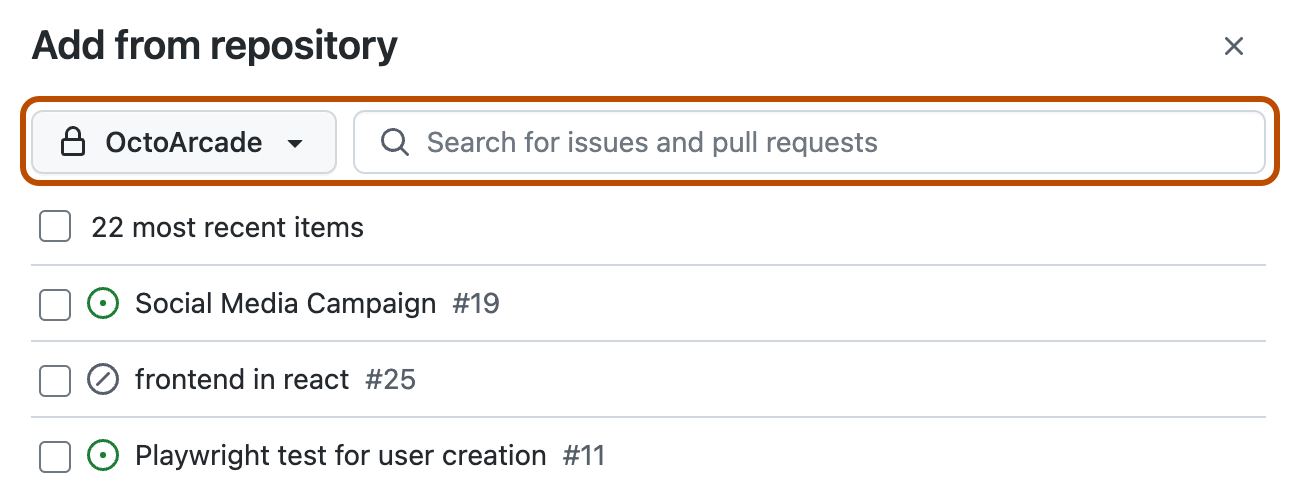 Add from repository
OctoArcade
Search for issues and pull requests
22 most recent items
Social Media Campaign #19
frontend in react #25
Playwright test for user creation #11